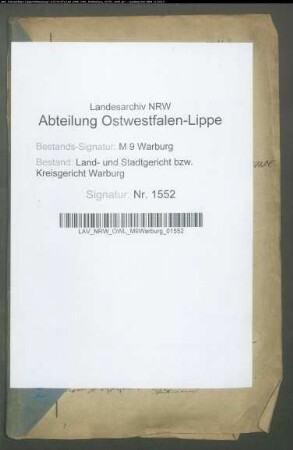 Landesarchiv NRW
Abteilung Ostwestfalen-Lippe
Bestands-Signatur: M 9 Warburg
Bestand: Land- und Stadtgericht bzw.
Kreisgericht Warburg
Signatur: Nr. 1552
LAV_NRW_OWL_M9Warburg_01552